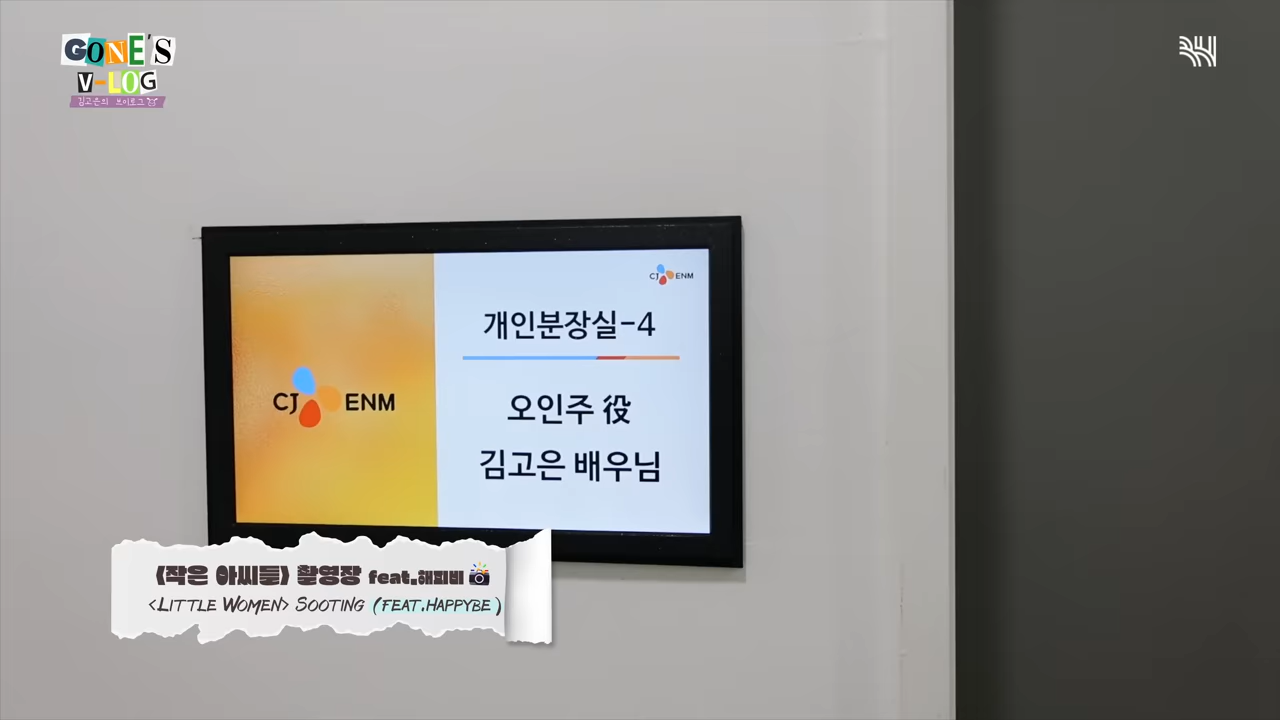 GONE'S
V-LOG
김고은의 브이로그
CJ ENM
개인분장실-4
CJ ENM
오인주 役
김고은 배우님
<작은 아씨들> 촬영장 feat.해피비
<LITTLE WOMEN> SOOTING (FEAT.HAPPYBE)